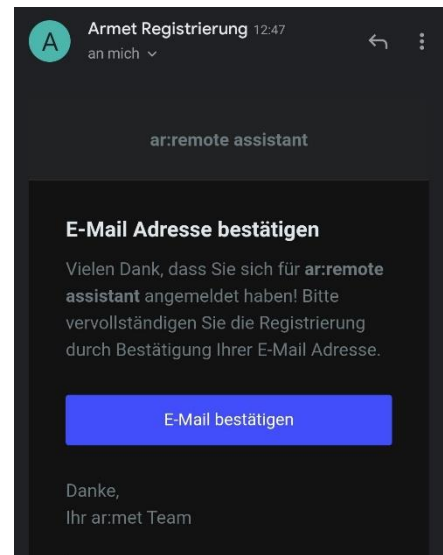 A
Armet Registrierung 12:47
an mich
ar:remote assistant
E-Mail Adresse bestätigen
Vielen Dank, dass Sie sich für ar:remote
assistant angemeldet haben! Bitte
vervollständigen Sie die Registrierung
durch Bestätigung Ihrer E-Mail Adresse.
E-Mail bestätigen
Danke,
Ihr ar:met Team